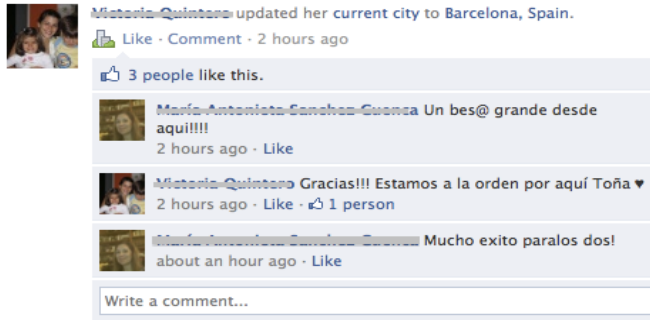 updated her current city to Barcelona, Spain.
Like · Comment · 2 hours ago
3 people like this.
Un bes@ grande desde
aqui!!!!
2 hours ago · Like
Gracias!!! Estamos a la orden por aquí Toña ♥
2 hours ago · Like · 1 person
Mucho exito paralos dos!
about an hour ago · Like
Write a comment...